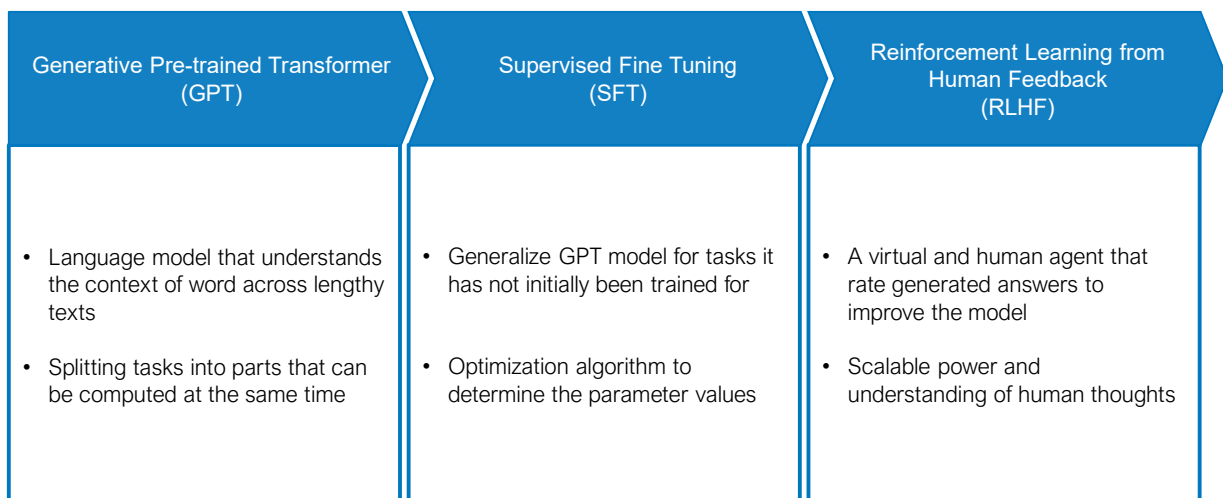 Generative Pre-trained Transformer
(GPT)
Supervised Fine Tuning
(SFT)
Reinforcement Learning from
Human Feedback
(RLHF)
• Language model that understands
the context of word across lengthy
texts
• Splitting tasks into parts that can
be computed at the same time
• Generalize GPT model for tasks it
has not initially been trained for
• Optimization algorithm to
determine the parameter values
• A virtual and human agent that
rate generated answers to
improve the model
• Scalable power and
understanding of human thoughts